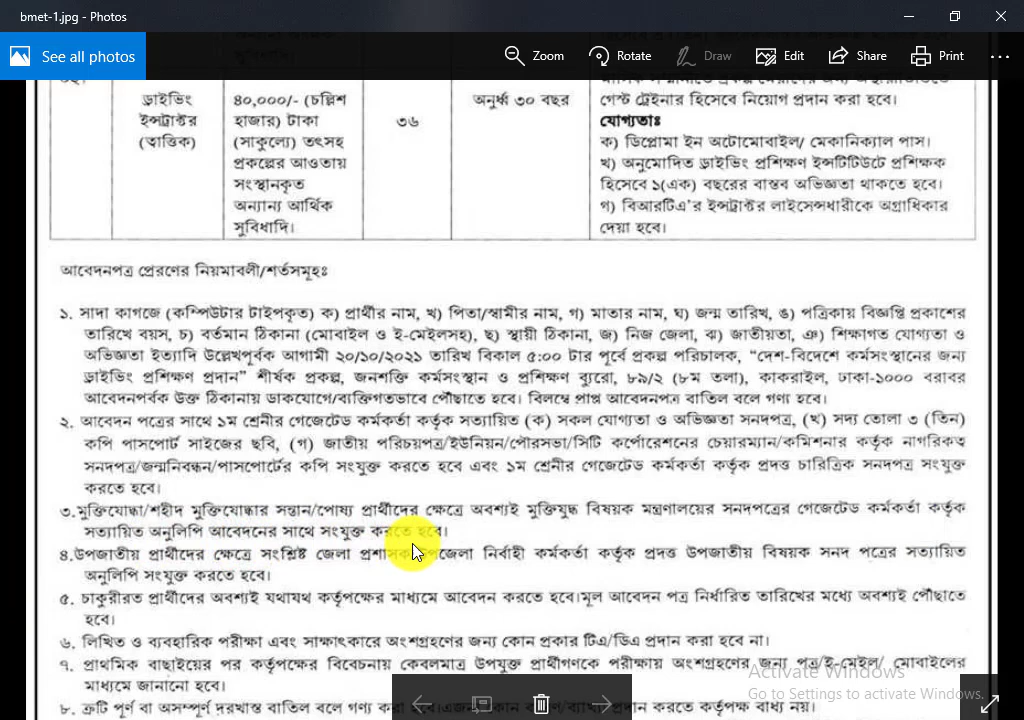 bmet-1.jpg - Photos
See all photos
Zoom
Rotate
Draw
Edit
Share
Print
ড্রাইভিং
ইন্সট্রাক্টর
(ত্বাত্তিক)
৪০,০০০/- (চল্লিশ
হাজার) টাকা
(সাকুল্যে) তৎসহ
প্রকল্পের আওতায়
সংস্থানকৃত
অন্যান্য আর্থিক
সুবিধাদি।
৩৬
অনুর্ধ্ব ৩০ বছর
গেস্ট ট্রেইনার হিসেবে নিয়োগ প্রদান করা হবে।
যোগ্যতাঃ
ক) ডিপ্লোমা ইন অটোমোবাইল/ মেকানিক্যাল পাস।
খ) অনুমোদিত ড্রাইভিং প্রশিক্ষণ ইন্সটিটিউটে প্রশিক্ষক
হিসেবে ১(এক) বছরের বাস্তব অভিজ্ঞতা থাকতে হবে।
গ) বিআরটিএ'র ইন্সট্রাক্টর লাইসেন্সধারীকে অগ্রাধিকার
দেয়া হবে।
আবেদনপত্র প্রেরণের নিয়মাবলী/শর্তসমূহঃ
১. সাদা কাগজে (কম্পিউটার টাইপকৃত) ক) প্রার্থীর নাম, খ) পিতা/স্বামীর নাম, গ) মাতার নাম, ঘ) জন্ম তারিখ, ঙ) পত্রিকায় বিজ্ঞপ্তি প্রকাশের
তারিখে বয়স, চ) বর্তমান ঠিকানা (মোবাইল ও ই-মেইলসহ), ছ) স্থায়ী ঠিকানা, জ) নিজ জেলা, ঝ) জাতীয়তা, ঞ) শিক্ষাগত যোগ্যতা ও
অভিজ্ঞতা ইত্যাদি উল্লেখপূর্বক আগামী ২০/১০/২০২১ তারিখ বিকাল ৫:০০ টার পূর্বে প্রকল্প পরিচালক, "দেশ-বিদেশে কর্মসংস্থানের জন্য
ড্রাইভিং প্রশিক্ষণ প্রদান" শীর্ষক প্রকল্প, জনশক্তি কর্মসংস্থান ও প্রশিক্ষণ ব্যুরো, ৮৯/২ (৮ম তলা), কাকরাইল, ঢাকা-১০০০ বরাবর
আবেদনপূর্বক উক্ত ঠিকানায় ডাকযোগে/ব্যক্তিগতভাবে পৌঁছাতে হবে। বিলম্বে প্রাপ্ত আবেদনপত্র বাতিল বলে গণ্য হবে।
২. আবেদন পত্রের সাথে ১ম শ্রেনীর গেজেটেড কর্মকর্তা কর্তৃক সত্যায়িত (ক) সকল যোগ্যতা ও অভিজ্ঞতা সনদপত্র, (খ) সদ্য তোলা ৩ (তিন)
কপি পাসপোর্ট সাইজের ছবি, (গ) জাতীয় পরিচয়পত্র/ইউনিয়ন/পৌরসভা/সিটি কর্পোরেশনের চেয়ারম্যান/কমিশনার কর্তৃক নাগরিকত্ব
সনদপত্র/জন্মনিবন্ধন/পাসপোর্টের কপি সংযুক্ত করতে হবে এবং ১ম শ্রেনীর গেজেটেড কর্মকর্তা কর্তৃক প্রদত্ত চারিত্রিক সনদপত্র সংযুক্ত
করতে হবে।
৩.মুক্তিযোদ্ধা/শহীদ মুক্তিযোদ্ধার সন্তান/পোষ্য প্রার্থীদের ক্ষেত্রে অবশ্যই মুক্তিযুদ্ধ বিষয়ক মন্ত্রণালয়ের সনদপত্রের গেজেটেড কর্মকর্তা কর্তৃক
সত্যায়িত অনুলিপি আবেদনের সাথে সংযুক্ত করতে হবে।
৪.উপজাতীয় প্রার্থীদের ক্ষেত্রে সংশ্লিষ্ট জেলা প্রশাসক উপজেলা নির্বাহী কর্মকর্তা কর্তৃক প্রদত্ত উপজাতীয় বিষয়ক সনদ পত্রের সত্যায়িত
অনুলিপি সংযুক্ত করতে হবে।
৫. চাকুরীরত প্রার্থীদের অবশ্যই যথাযথ কর্তৃপক্ষের মাধ্যমে আবেদন করতে হবে।মূল আবেদন পত্র নির্ধারিত তারিখের মধ্যে অবশ্যই পৌঁছাতে
হবে।
৬. লিখিত ও ব্যবহারিক পরীক্ষা এবং সাক্ষাৎকারে অংশগ্রহণের জন্য কোন প্রকার টিএ/ডিএ প্রদান করা হবে না।
৭. প্রাথমিক বাছাইয়ের পর কর্তৃপক্ষের বিবেচনায় কেবলমাত্র উপযুক্ত প্রার্থীগণকে পরীক্ষায় অংশগ্রহণের জন্য পত্র/ই-মেইল/ মোবাইলের
মাধ্যমে জানানো হবে।
৮. ত্রুটি পূর্ণ বা অসম্পূর্ণ দরখাস্ত বাতিল বলে গণ্য করা হবে।এজন্য কোন কারণ/ব্যাখ্যা প্রদান করতে কর্তৃপক্ষ বাধ্য নয়।
Activate Windows
Go to Settings to activate Windows.